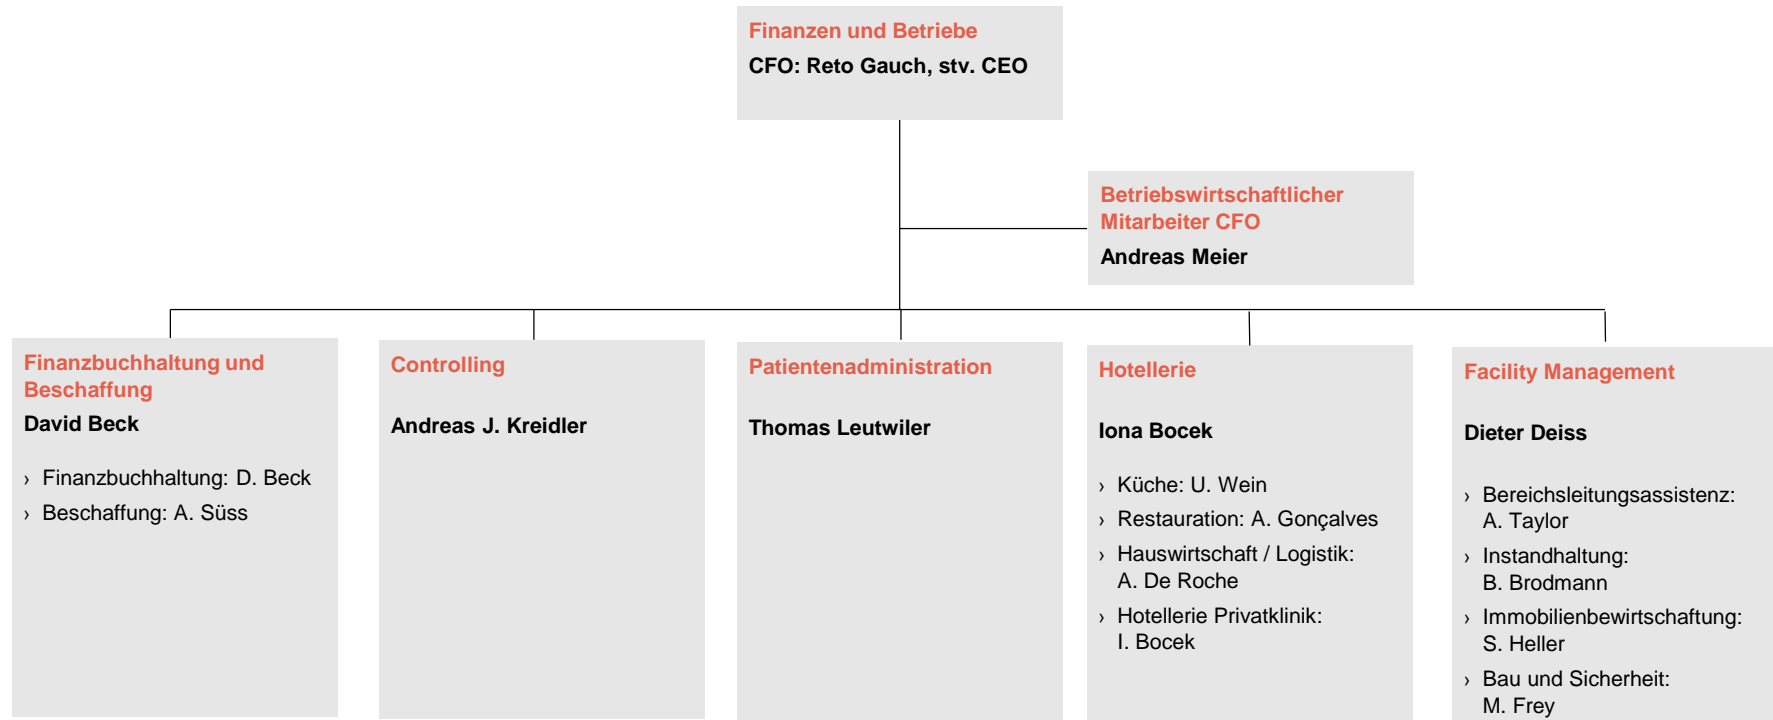 Finanzen und Betriebe
CFO: Reto Gauch, stv. CEO
Betriebswirtschaftlicher
Mitarbeiter CFO
Andreas Meier
Finanzbuchhaltung und
Beschaffung
David Beck
› Finanzbuchhaltung: D. Beck
› Beschaffung: A. Süss
Controlling
Andreas J. Kreidler
Patientenadministration
Thomas Leutwiler
Hotellerie
Iona Bocek
› Küche: U. Wein
› Restauration: A. Gonçalves
› Hauswirtschaft / Logistik:
A. De Roche
› Hotellerie Privatklinik:
I. Bocek
Facility Management
Dieter Deiss
› Bereichsleitungsassistenz:
A. Taylor
› Instandhaltung:
B. Brodmann
› Immobilienbewirtschaftung:
S. Heller
› Bau und Sicherheit:
M. Frey